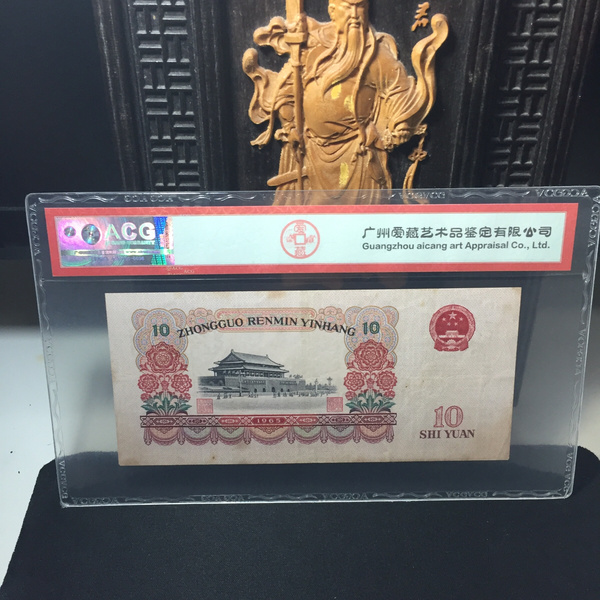 ACG
广州爱藏艺术品鉴定有限公司
Guangzhou aicang art Appraisal Co., Ltd.
10 ZHONGGUO RENMIN YINHANG 10
1965
10
SHI YUAN